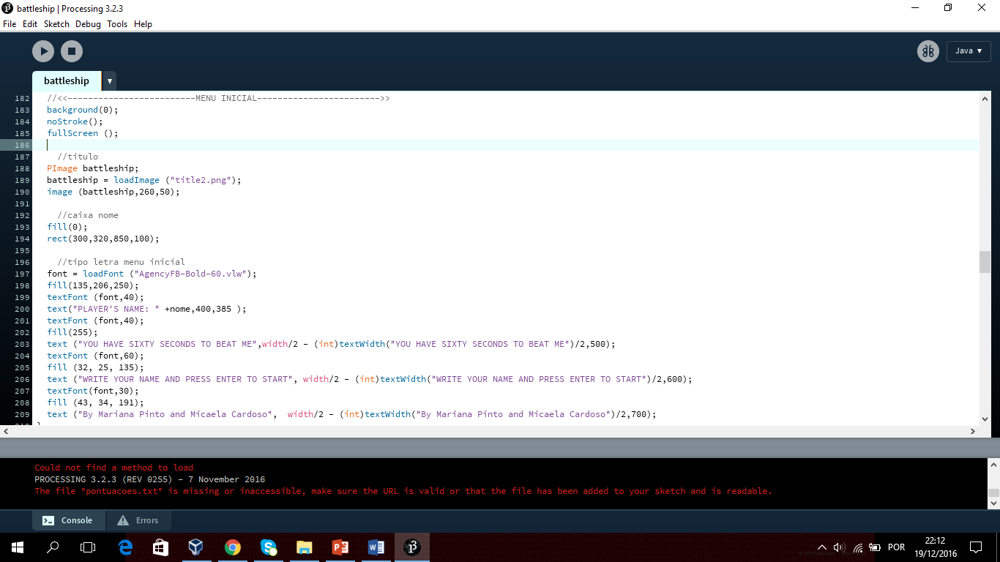 battleship | Processing 3.2.3
File Edit Sketch Debug Tools Help
Java ▼
battleship ▼
182 //<<-------------------------MENU INICIAL------------------------>>
183 background(0);
184 noStroke();
185 fullScreen ();
186
187 //titulo
188 PImage battleship;
189 battleship = loadImage ("title2.png");
190 image (battleship,260,50);
191
192 //caixa nome
193 fill(0);
194 rect(300,320,850,100);
195
196 //tipo letra menu inicial
197 font = loadFont ("AgencyFB-Bold-60.vlw");
198 fill(135,206,250);
199 textFont (font,40);
200 text("PLAYER'S NAME: " +nome,400,385 );
201 textFont (font,40);
202 fill(255);
203 text ("YOU HAVE SIXTY SECONDS TO BEAT ME",width/2 - (int)textWidth("YOU HAVE SIXTY SECONDS TO BEAT ME")/2,500);
204 textFont (font,60);
205 fill (32, 25, 135);
206 text ("WRITE YOUR NAME AND PRESS ENTER TO START", width/2 - (int)textWidth("WRITE YOUR NAME AND PRESS ENTER TO START")/2,600);
207 textFont(font,30);
208 fill (43, 34, 191);
209 text ("By Mariana Pinto and Micaela Cardoso",  width/2 - (int)textWidth("By Mariana Pinto and Micaela Cardoso")/2,700);
Could not find a method to load
PROCESSING 3.2.3 (REV 0255) - 7 November 2016
The file "pontuacoes.txt" is missing or inaccessible, make sure the URL is valid or that the file has been added to your sketch and is readable.
Console Errors
POR
22:12
19/12/2016